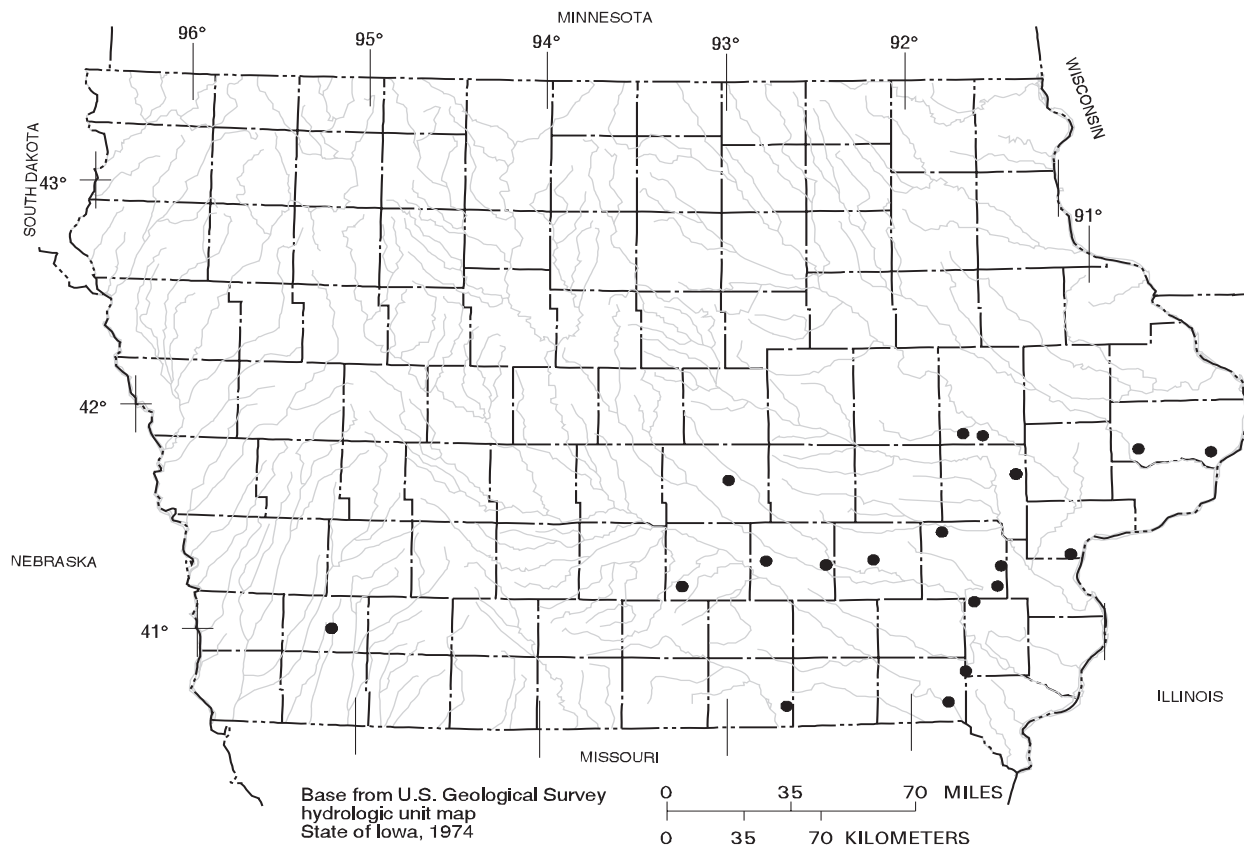 MINNESOTA
96°
95°
94°
93°
92°
WISCONSIN
SOUTH DAKOTA
43°
91°
42°
NEBRASKA
41°
ILLINOIS
MISSOURI
Base from U.S. Geological Survey
hydrologic unit map
State of Iowa, 1974
0 35 70 MILES
0 35 70 KILOMETERS